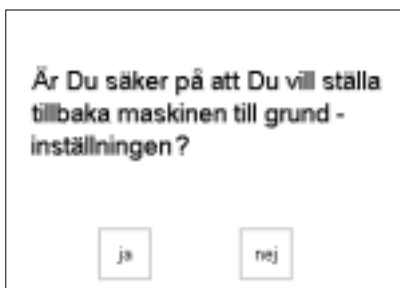 Är Du säker på att Du vill ställa
tillbaka maskinen till grund -
inställningen ?
ja
nej